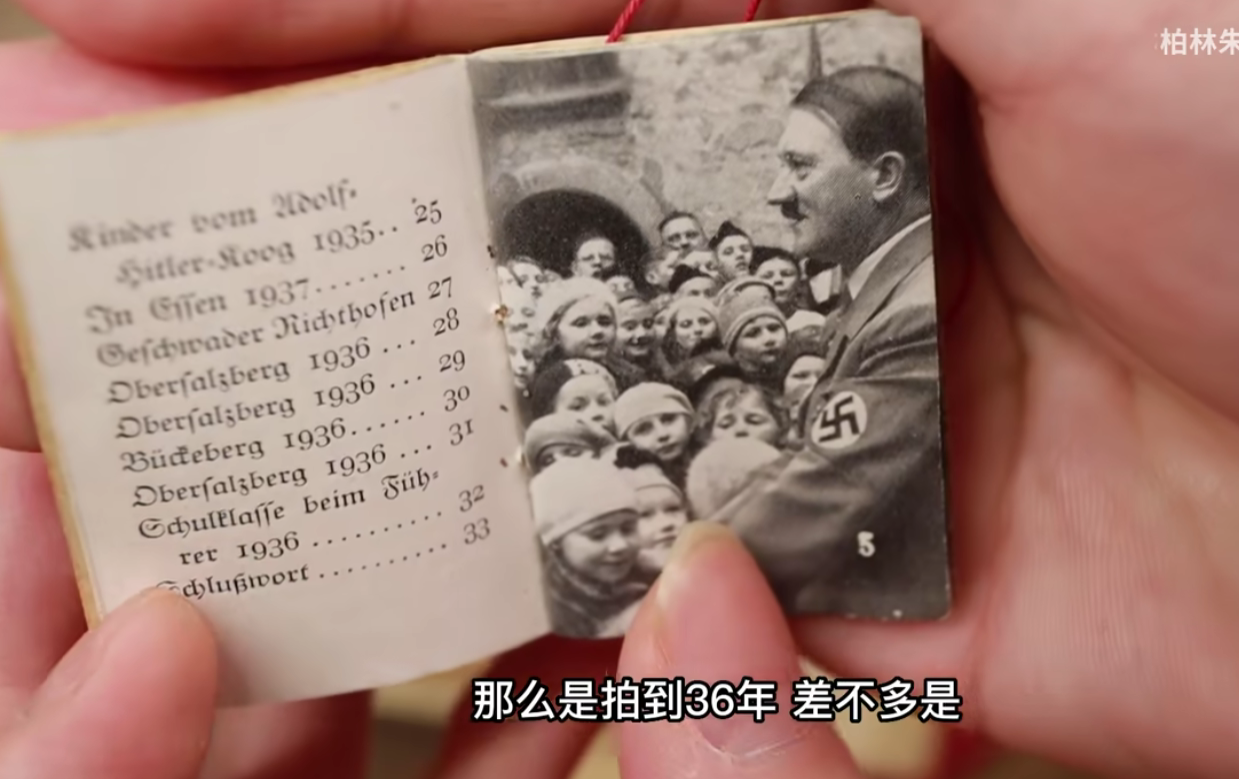 柏林朱
Kinder vom Adolf-
Hitler-Koog 1935.. 25
In Essen 1937....... 26
Geschwader Richthofen 27
Obersalzberg 1936 ... 28
Obersalzberg 1936 ... 29
Bückeberg 1936...... 30
Obersalzberg 1936 ... 31
Schulklasse beim Füh-
rer 1936 .......... 32
Schlußwort .......... 33
5
那么是拍到36年 差不多是